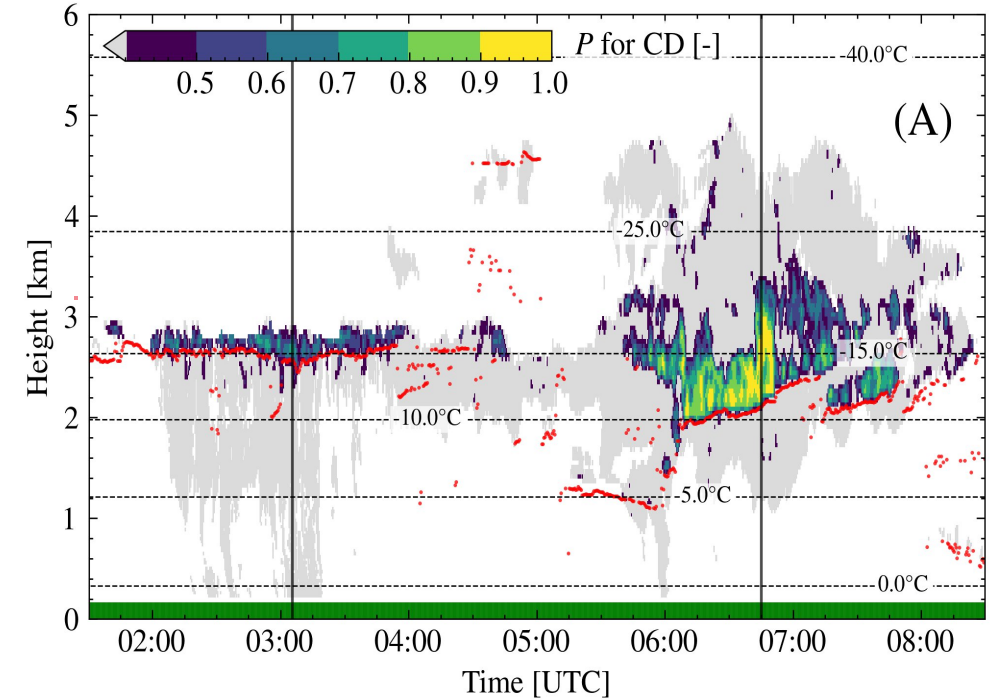 P for CD [-]
0.5 0.6 0.7 0.8 0.9 1.0
(A)
-40.0°C
-25.0°C
-15.0°C
-10.0°C
-5.0°C
0.0°C
6
5
4
3
2
1
0
Height [km]
02:00 03:00 04:00 05:00 06:00 07:00 08:00
Time [UTC]